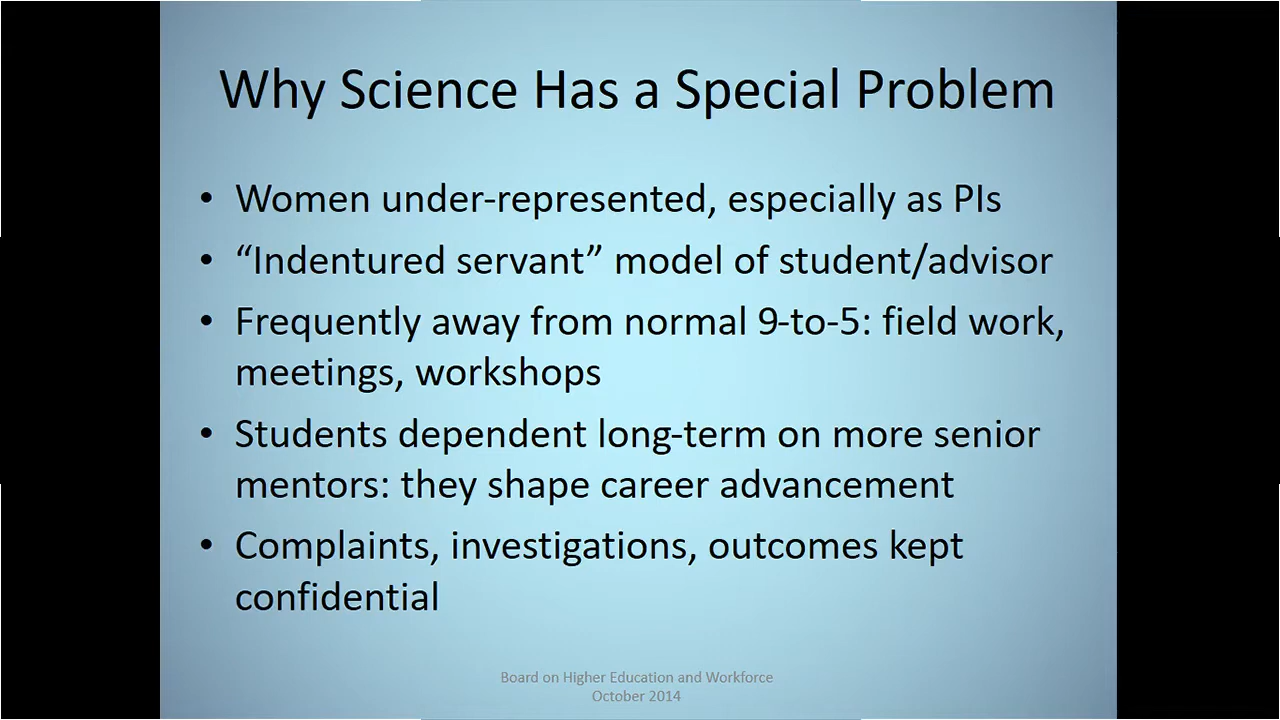 Why Science Has a Special Problem
• Women under-represented, especially as PIs
• “Indentured servant” model of student/advisor
• Frequently away from normal 9-to-5: field work,
meetings, workshops
• Students dependent long-term on more senior
mentors: they shape career advancement
• Complaints, investigations, outcomes kept
confidential
Board on Higher Education and Workforce
October 2014